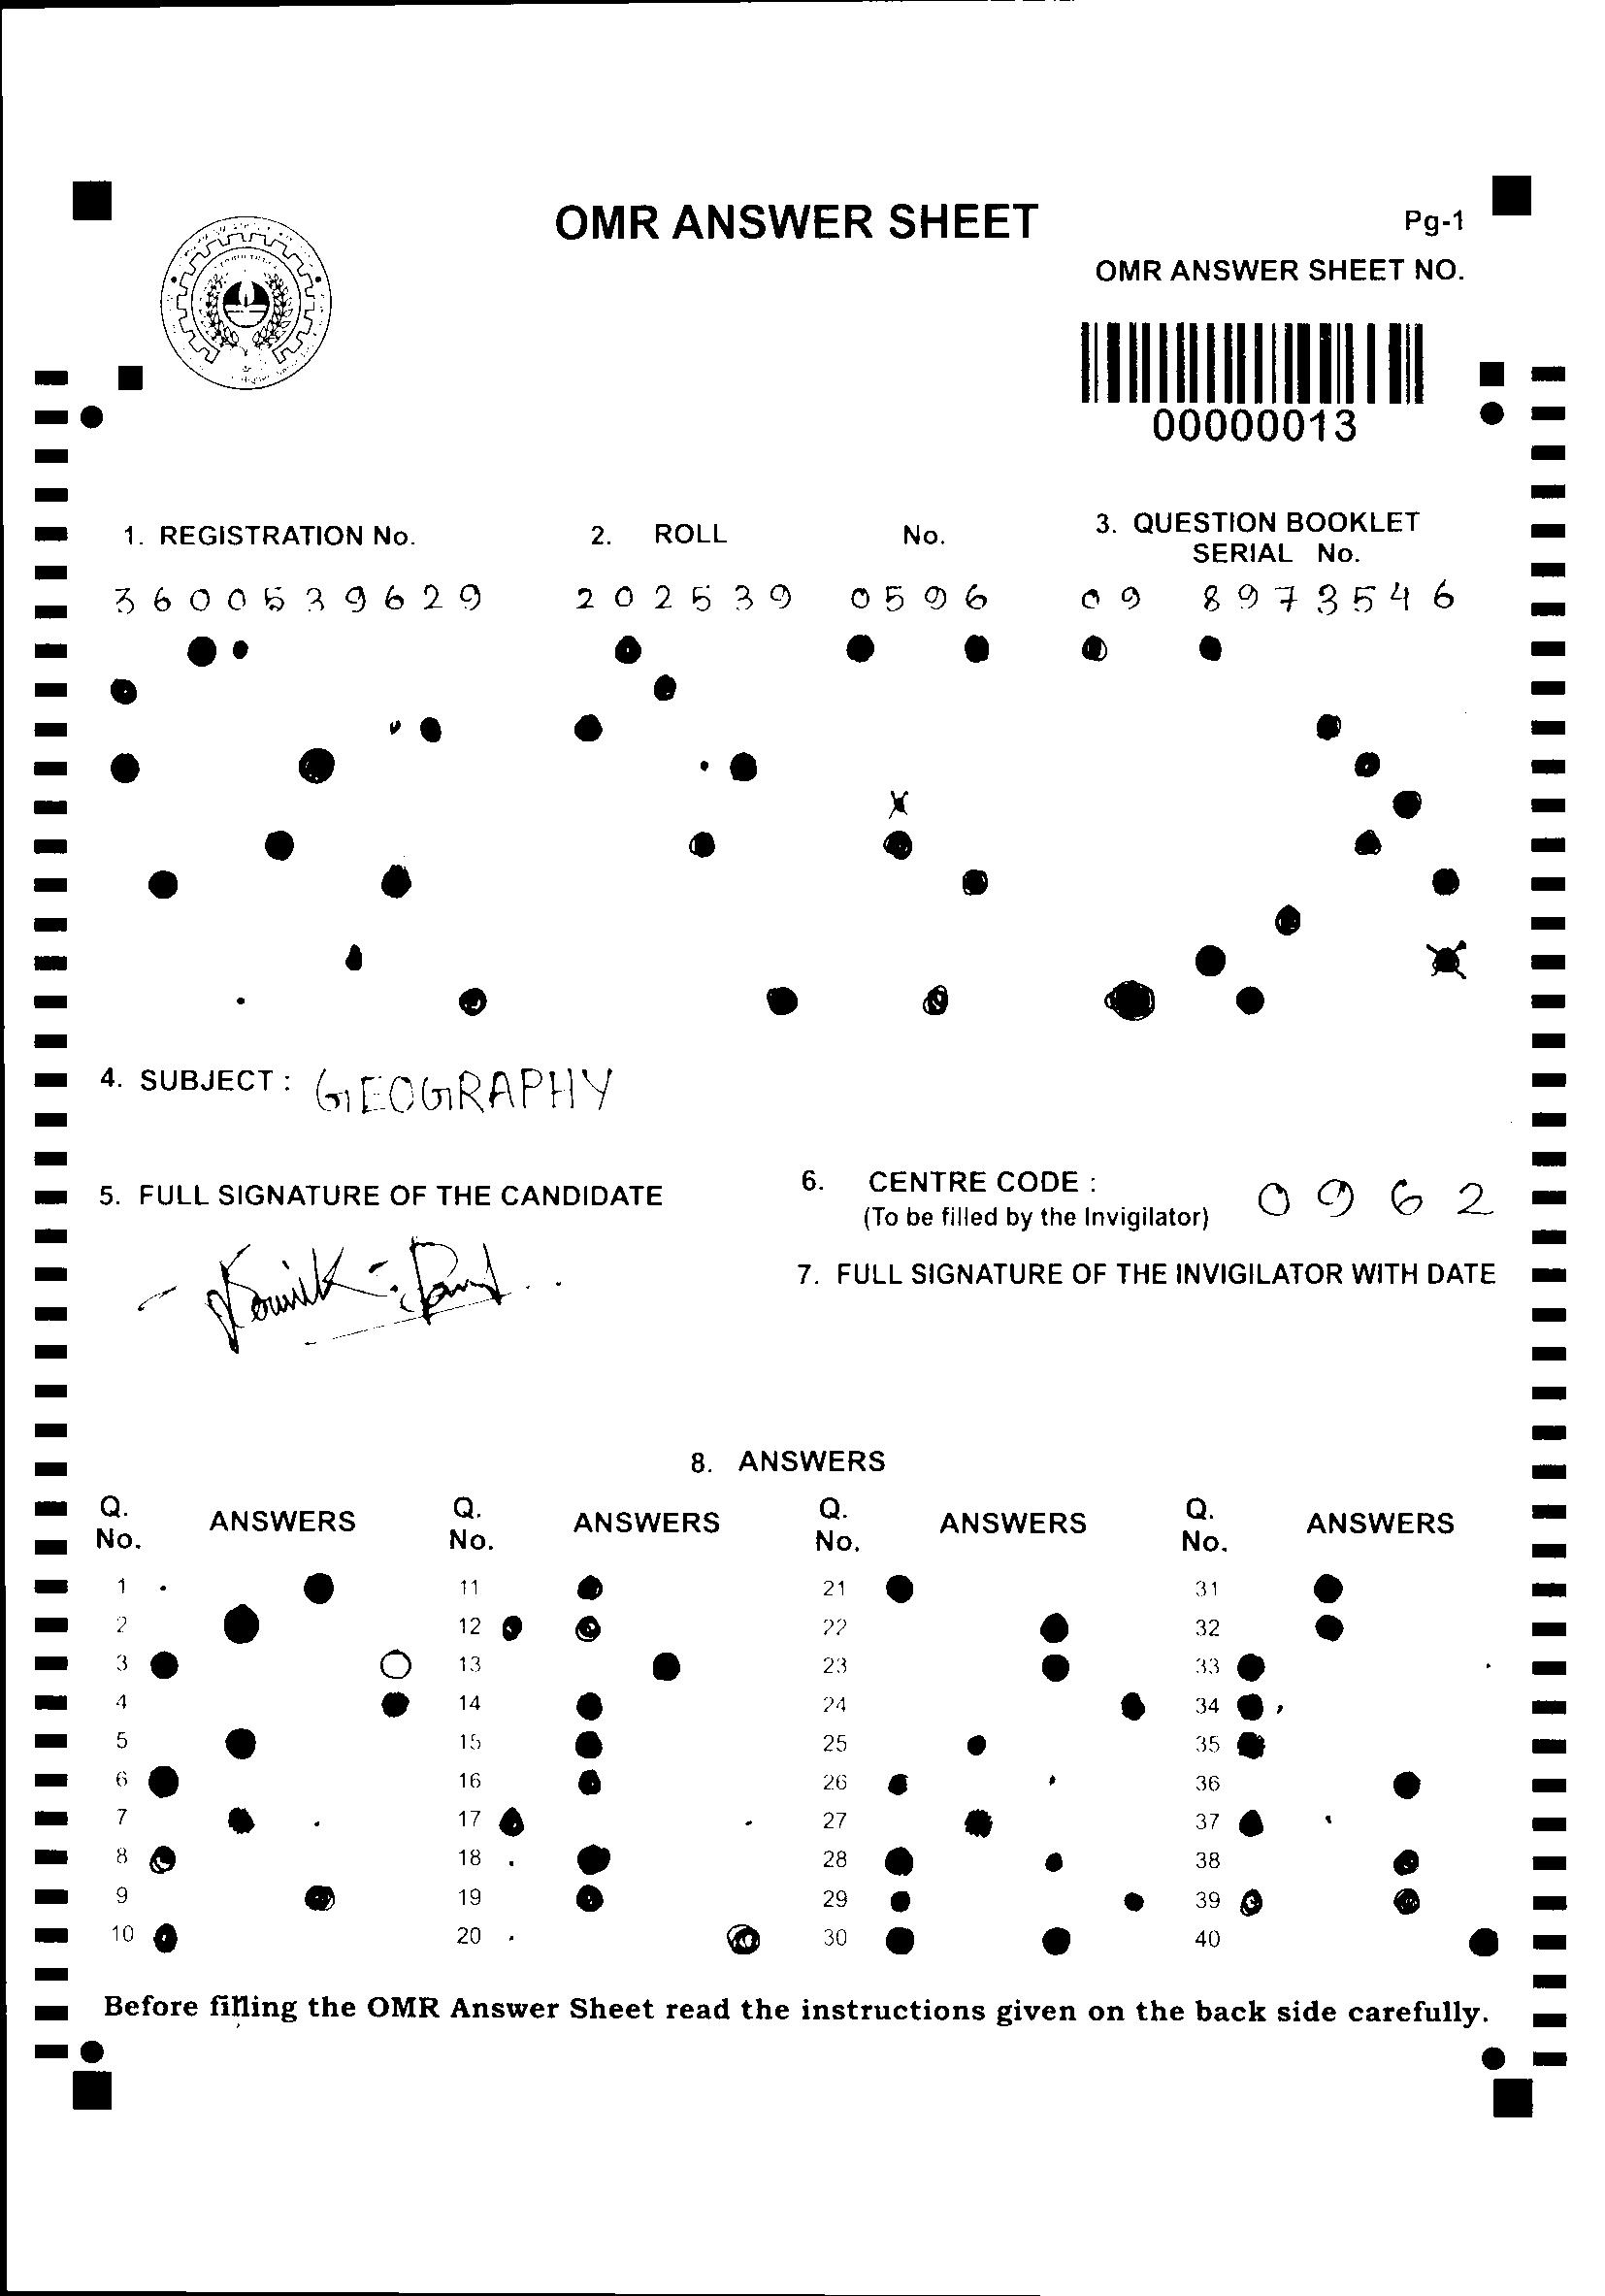 OMR ANSWER SHEET
Pg-1
OMR ANSWER SHEET NO.
00000013
1. REGISTRATION No.
2. ROLL No.
3. QUESTION BOOKLET
SERIAL No.
3600539629
202539 0596
09 8973546
4. SUBJECT : GEOGRAPHY
5. FULL SIGNATURE OF THE CANDIDATE
6. CENTRE CODE : 0962
(To be filled by the Invigilator)
7. FULL SIGNATURE OF THE INVIGILATOR WITH DATE
8. ANSWERS
Q. No. ANSWERS Q. No. ANSWERS Q. No. ANSWERS Q. No. ANSWERS
1 11 21 31
2 12 22 32
3 13 23 33
4 14 24 34
5 15 25 35
6 16 26 36
7 17 27 37
8 18 28 38
9 19 29 39
10 20 30 40
Before filling the OMR Answer Sheet read the instructions given on the back side carefully.